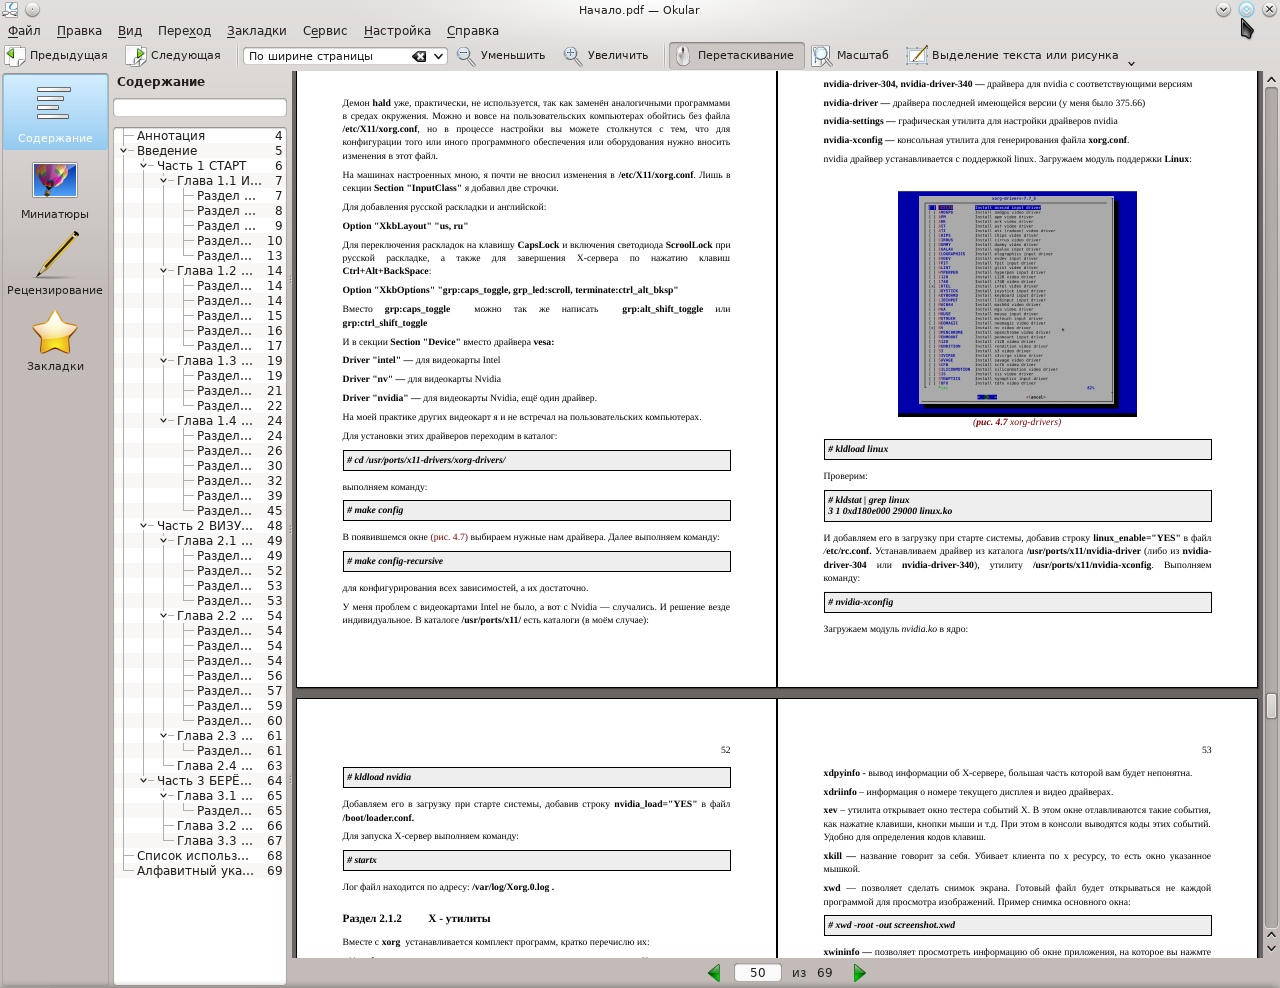 Начало.pdf — Okular
Файл Правка Вид Переход Закладки Сервис Настройка Справка
Предыдущая Следующая По ширине страницы Уменьшить Увеличить Перетаскивание Масштаб Выделение текста или рисунка
Содержание
Миниатюры
Рецензирование
Закладки
Содержание
Аннотация 4
Введение 5
Часть 1 СТАРТ 6
Глава 1.1 И... 7
Раздел ... 7
Раздел ... 8
Раздел ... 9
Раздел... 10
Раздел... 13
Глава 1.2 ... 14
Раздел... 14
Раздел... 14
Раздел... 15
Раздел... 16
Раздел... 17
Глава 1.3 ... 19
Раздел... 19
Раздел... 21
Раздел... 22
Глава 1.4 ... 24
Раздел... 24
Раздел... 26
Раздел... 30
Раздел... 32
Раздел... 39
Раздел... 45
Часть 2 ВИЗУ... 48
Глава 2.1 ... 49
Раздел... 49
Раздел... 52
Раздел... 53
Раздел... 53
Глава 2.2 ... 54
Раздел... 54
Раздел... 54
Раздел... 54
Раздел... 56
Раздел... 57
Раздел... 59
Раздел... 60
Глава 2.3 ... 61
Раздел... 61
Глава 2.4 ... 63
Часть 3 БЕРЁ... 64
Глава 3.1 ... 65
Раздел... 65
Глава 3.2 ... 66
Глава 3.3 ... 67
Список использ... 68
Алфавитный ука... 69
Демон hald уже, практически, не используется, так как заменён аналогичными программами
в средах окружения. Можно и вовсе на пользовательских компьютерах обойтись без файла
/etc/X11/xorg.conf, но в процессе настройки вы можете столкнутся с тем, что для
конфигурации того или иного программного обеспечения или оборудования нужно вносить
изменения в этот файл.
На машинах настроенных мною, я почти не вносил изменения в /etc/X11/xorg.conf. Лишь в
секции Section "InputClass" я добавил две строки.
Для добавления русской раскладки и английской:
Option "XkbLayout" "us, ru"
Для переключения раскладок на клавишу CapsLock и включения светодиода ScroolLock при
русской раскладке, а также для завершения X-сервера по нажатию клавиш
Ctrl+Alt+BackSpace:
Option "XkbOptions" "grp:caps_toggle, grp_led:scroll, terminate:ctrl_alt_bksp"
Вместо grp:caps_toggle можно так же написать grp:alt_shift_toggle или
grp:ctrl_shift_toggle
И в секции Section "Device" вместо драйвера vesa:
Driver "intel" — для видеокарты Intel
Driver "nv" — для видеокарты Nvidia
Driver "nvidia" — для видеокарты Nvidia, ещё один драйвер.
На моей практике других видеокарт я и не встречал на пользовательских компьютерах.
Для установки этих драйверов переходим в каталог:
# cd /usr/ports/x11-drivers/xorg-drivers/
выполняем команду:
# make config
В появившемся окне (рис. 4.7) выбираем нужные нам драйвера. Далее выполняем команду:
# make config-recursive
для конфигурирования всех зависимостей, а их достаточно.
У меня проблем с видеокартами Intel не было, а вот с Nvidia — случались. И решение везде
индивидуальное. В каталоге /usr/ports/x11/ есть каталоги (в моём случае):
nvidia-driver-304, nvidia-driver-340 — драйвера для nvidia с соответствующими версиям
nvidia-driver — драйвера последней имеющейся версии (у меня было 375.66)
nvidia-settings — графическая утилита для настройки драйверов nvidia
nvidia-xconfig — консольная утилита для генерирования файла xorg.conf.
nvidia драйвер устанавливается с поддержкой linux. Загружаем модуль поддержки Linux:
xorg-drivers-7.7_3
(рис. 4.7 xorg-drivers)
# kldload linux
Проверим:
# kldstat | grep linux
3 1 0xd180e000 29000 linux.ko
И добавляем его в загрузку при старте системы, добавив строку linux_enable="YES" в файл
/etc/rc.conf. Устанавливаем драйвер из каталога /usr/ports/x11/nvidia-driver (либо из nvidia-
driver-304 или nvidia-driver-340), утилиту /usr/ports/x11/nvidia-xconfig. Выполняем
команду:
# nvidia-xconfig
Загружаем модуль nvidia.ko в ядро:
52
# kldload nvidia
Добавляем его в загрузку при старте системы, добавив строку nvidia_load="YES" в файл
/boot/loader.conf.
Для запуска X-сервер выполняем команду:
# startx
Лог файл находится по адресу: /var/log/Xorg.0.log .
Раздел 2.1.2 X - утилиты
Вместе с xorg устанавливается комплект программ, кратко перечислю их:
53
xdpyinfo - вывод информации об X-сервере, большая часть которой вам будет непонятна.
xdriinfo – информация о номере текущего дисплея и видео драйверах.
xev – утилита открывает окно тестера событий X. В этом окне отлавливаются такие события,
как нажатие клавиши, кнопки мыши и т.д. При этом в консоли выводятся коды этих событий.
Удобно для определения кодов клавиш.
xkill — название говорит за себя. Убивает клиента по x ресурсу, то есть окно указанное
мышкой.
xwd — позволяет сделать снимок экрана. Готовый файл будет открываться не каждой
программой для просмотра изображений. Пример снимка основного окна:
# xwd -root -out screenshot.xwd
xwininfo — позволяет просмотреть информацию об окне приложения, на которое вы нажмте
50 из 69